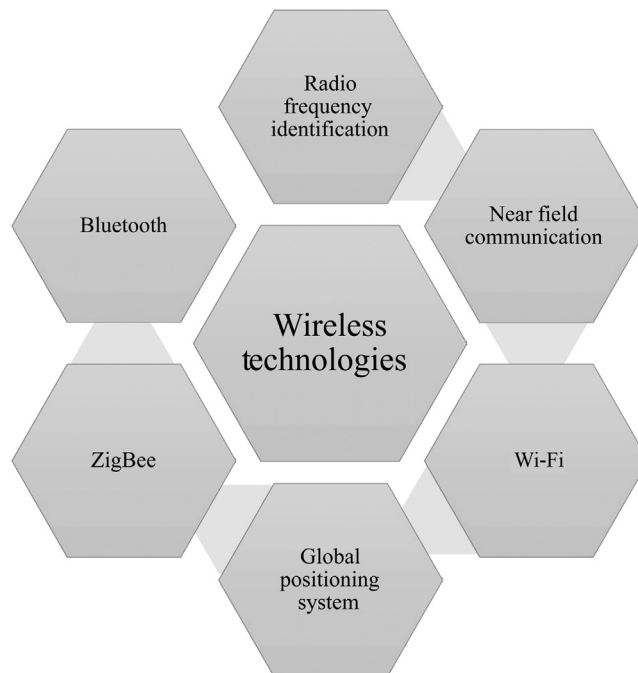 Radio
frequency
identification
Bluetooth
Near field
communication
Wireless
technologies
ZigBee
Wi-Fi
Global
positioning
system